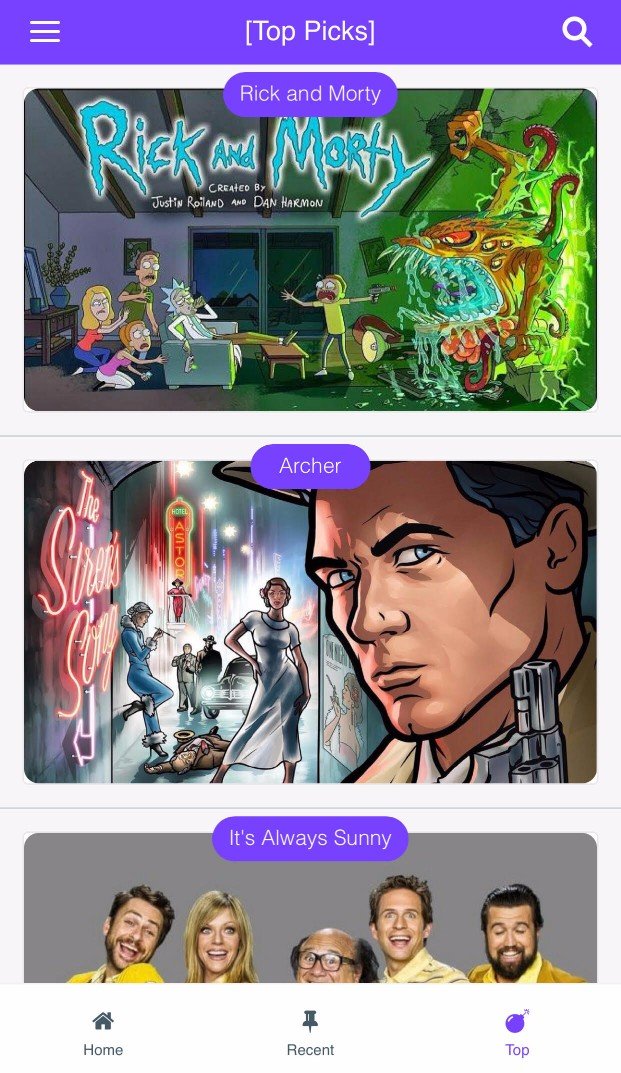 [Top Picks]
Rick and Morty
RICK AND MORTY
CREATED BY
JUSTIN ROILAND AND DAN HARMON
Archer
The
Siren's
Song
HOTEL
ASTOR
It's Always Sunny
Home
Recent
Top